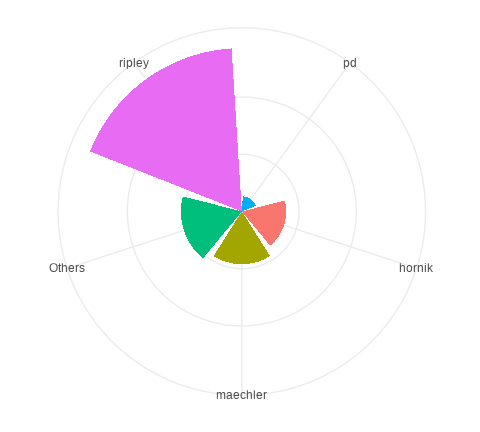 ripley
pd
Others
hornik
maechler